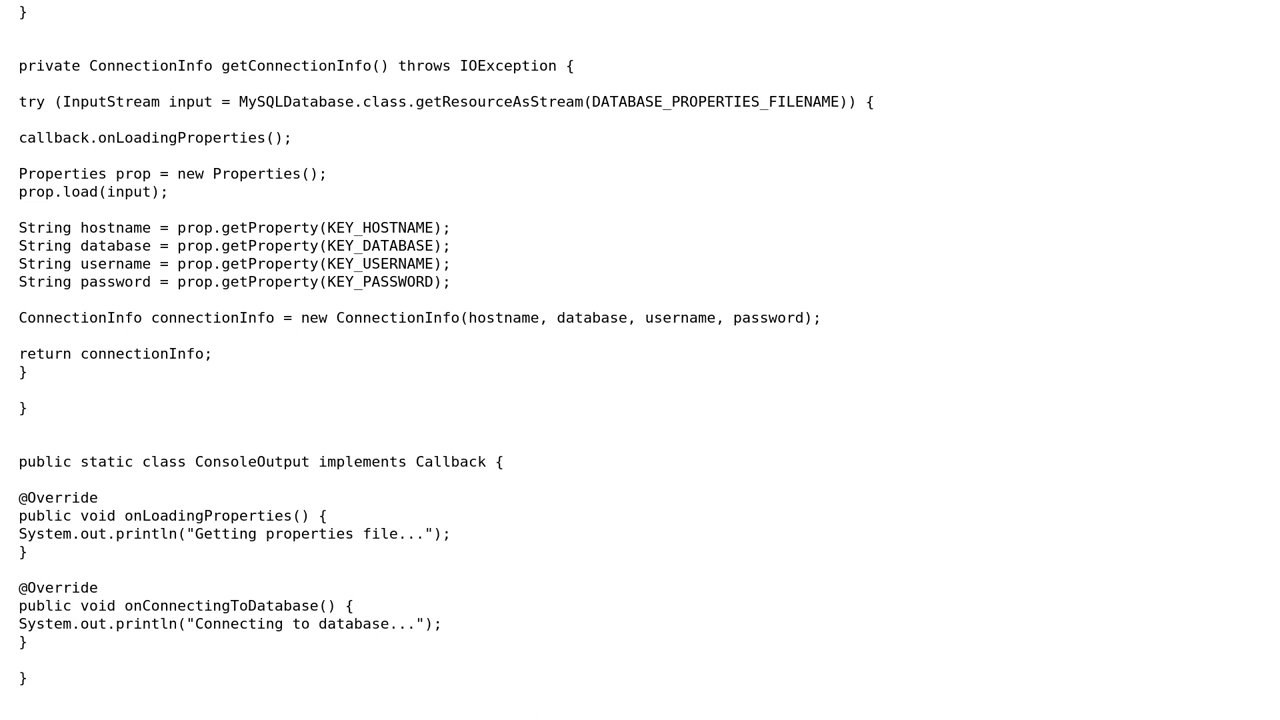 }
private ConnectionInfo getConnectionInfo() throws IOException {
try (InputStream input = MySQLDatabase.class.getResourceAsStream(DATABASE_PROPERTIES_FILENAME)) {
callback.onLoadingProperties();
Properties prop = new Properties();
prop.load(input);
String hostname = prop.getProperty(KEY_HOSTNAME);
String database = prop.getProperty(KEY_DATABASE);
String username = prop.getProperty(KEY_USERNAME);
String password = prop.getProperty(KEY_PASSWORD);
ConnectionInfo connectionInfo = new ConnectionInfo(hostname, database, username, password);
return connectionInfo;
}
}
public static class ConsoleOutput implements Callback {
@Override
public void onLoadingProperties() {
System.out.println("Getting properties file...");
}
@Override
public void onConnectingToDatabase() {
System.out.println("Connecting to database...");
}
}